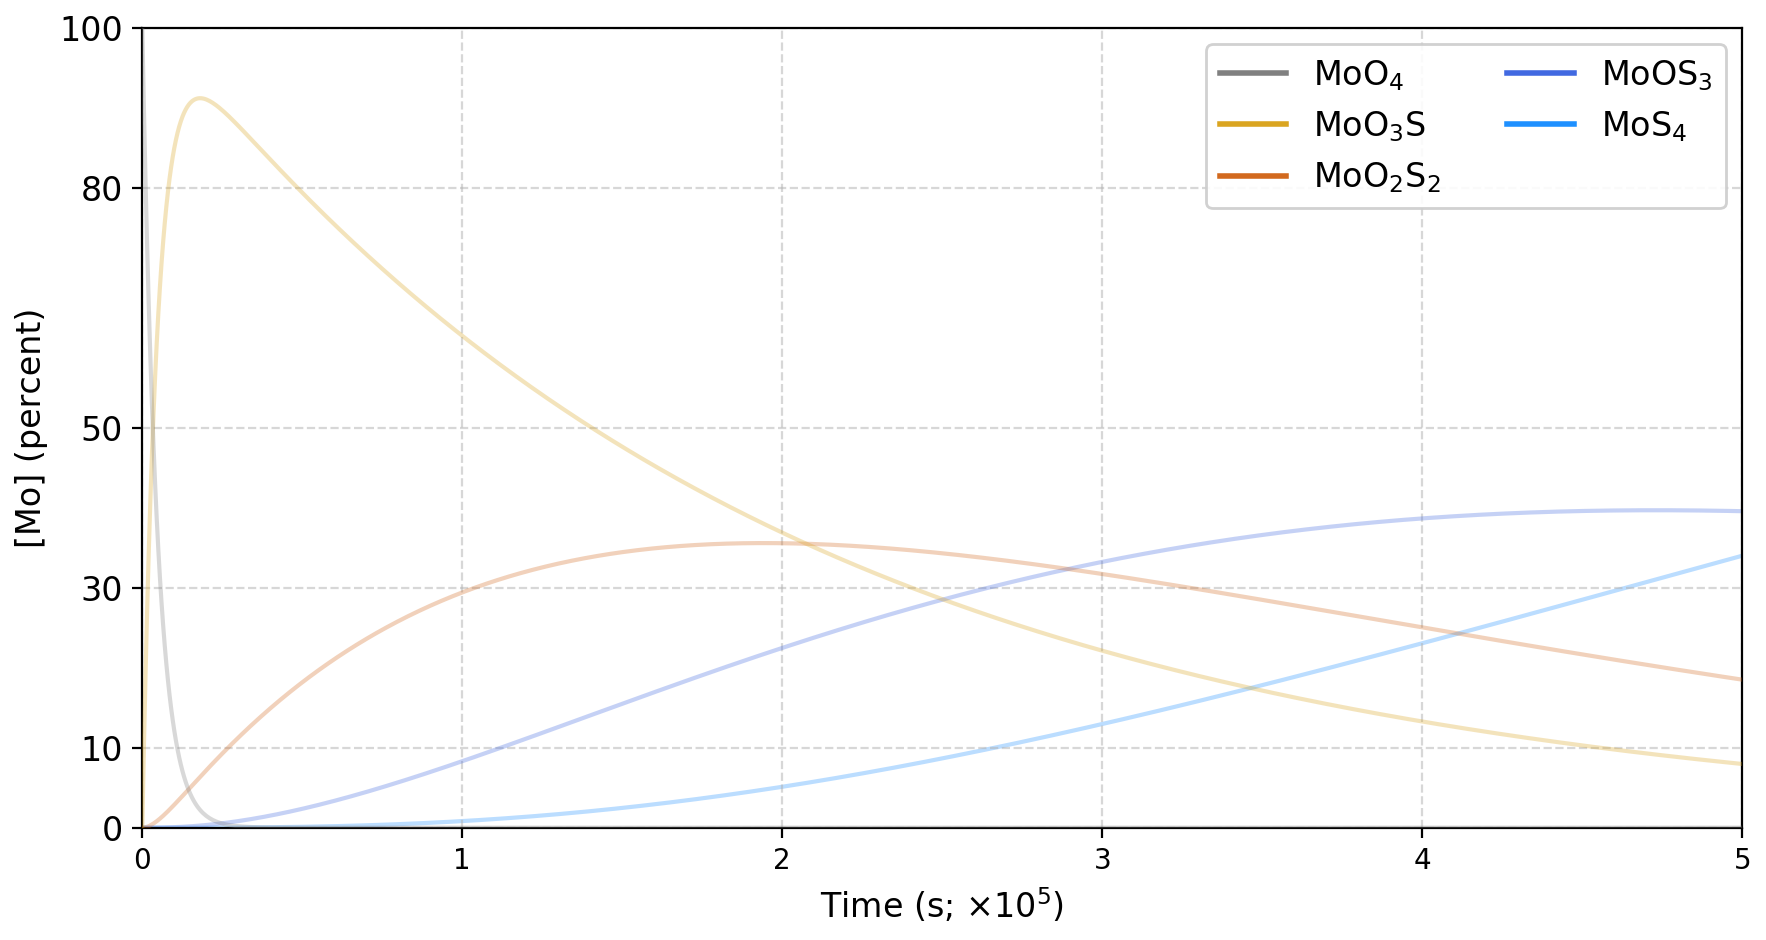 100
80
50
30
10
0
[Mo] (percent)
MoO₄
MoO₃S
MoO₂S₂
MoOS₃
MoS₄
0 1 2 3 4 5
Time (s; ×10⁵)